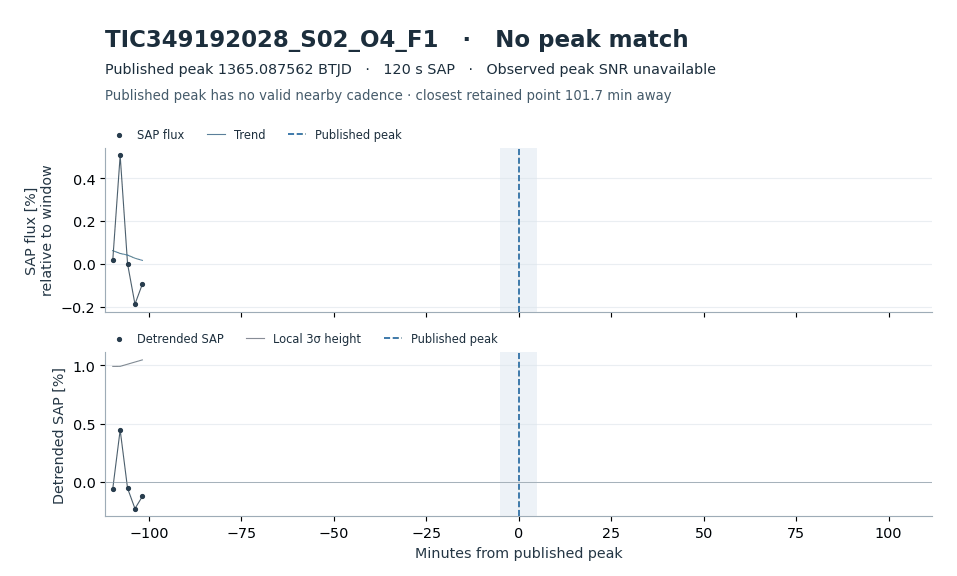 TIC349192028_S02_O4_F1 · No peak match
Published peak 1365.087562 BTJD · 120 s SAP · Observed peak SNR unavailable
Published peak has no valid nearby cadence · closest retained point 101.7 min away
SAP flux Trend Published peak
SAP flux [%]
relative to window
0.4
0.2
0.0
−0.2
Detrended SAP Local 3σ height Published peak
Detrended SAP [%]
1.0
0.5
0.0
−100 −75 −50 −25 0 25 50 75 100
Minutes from published peak